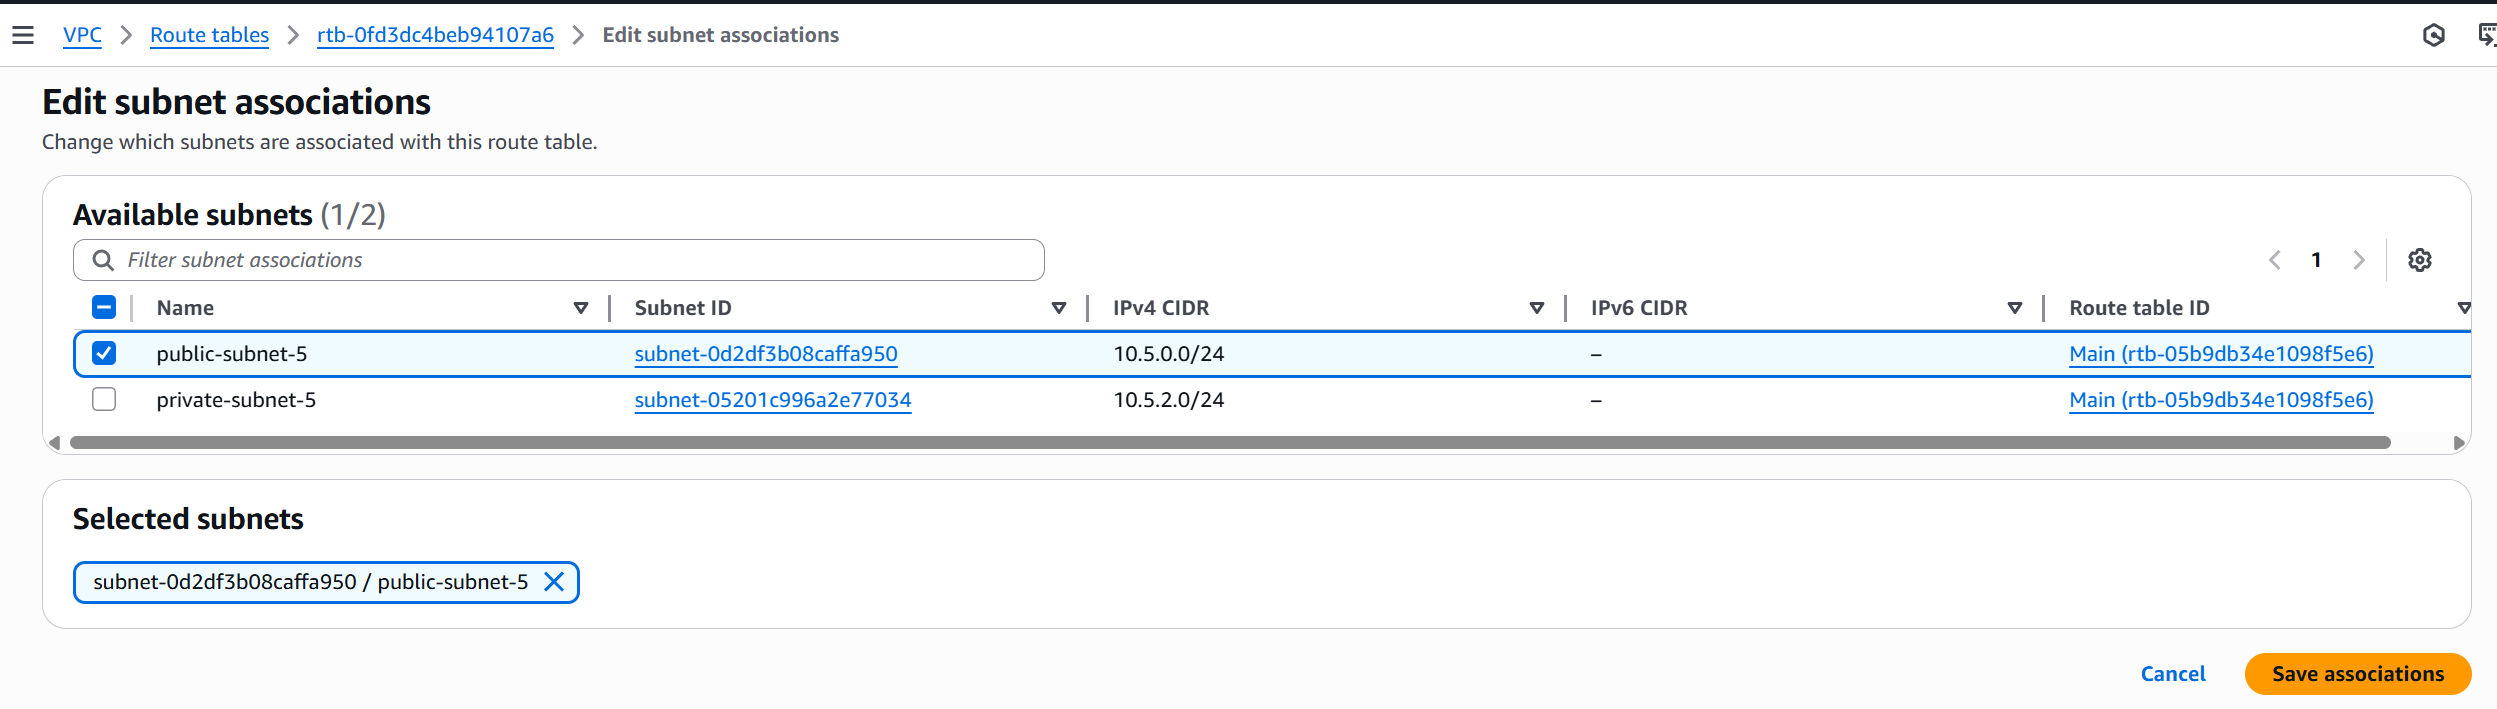 VPC > Route tables > rtb-0fd3dc4beb94107a6 > Edit subnet associations
Edit subnet associations
Change which subnets are associated with this route table.
Available subnets (1/2)
Filter subnet associations
1
Name Subnet ID IPv4 CIDR IPv6 CIDR Route table ID
public-subnet-5 subnet-0d2df3b08caffa950 10.5.0.0/24 – Main (rtb-05b9db34e1098f5e6)
private-subnet-5 subnet-05201c996a2e77034 10.5.2.0/24 – Main (rtb-05b9db34e1098f5e6)
Selected subnets
subnet-0d2df3b08caffa950 / public-subnet-5
Cancel Save associations